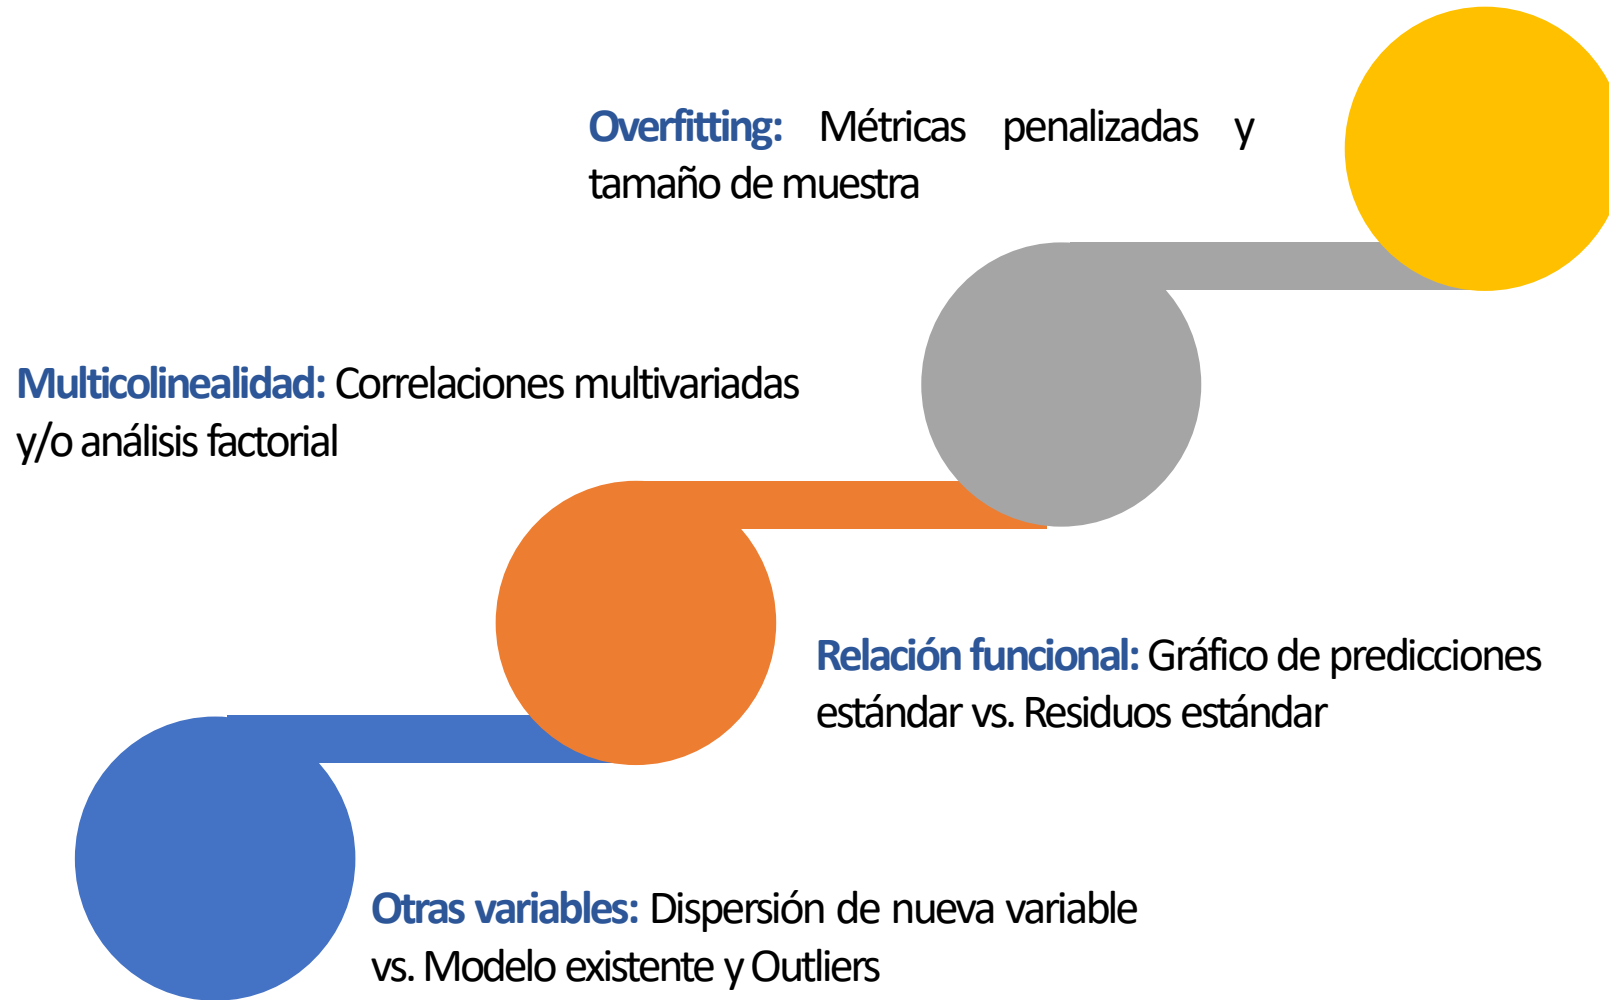 Overfitting: Métricas penalizadas y
tamaño de muestra
Multicolinealidad: Correlaciones multivariadas
y/o análisis factorial
Relación funcional: Gráfico de predicciones
estándar vs. Residuos estándar
Otras variables: Dispersión de nueva variable
vs. Modelo existente y Outliers